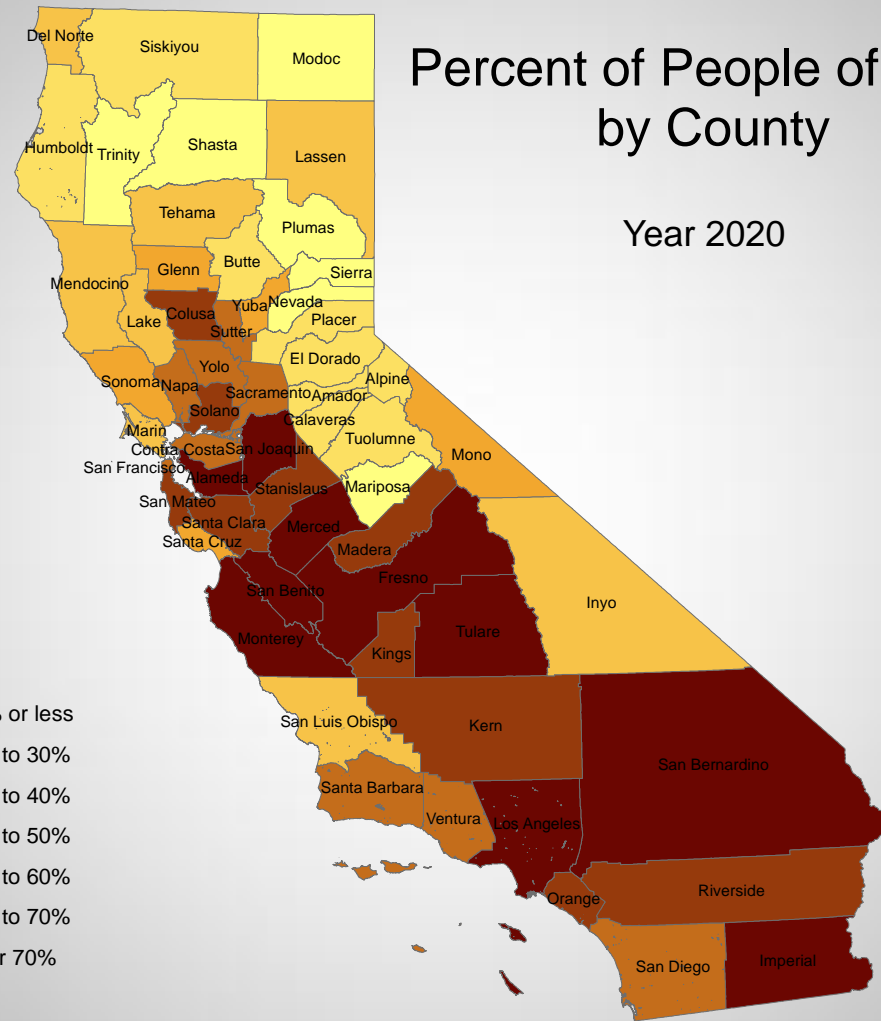 Percent of People of
by County
Year 2020
Del Norte
Siskiyou
Modoc
Humboldt
Trinity
Shasta
Lassen
Tehama
Plumas
Mendocino
Glenn
Butte
Sierra
Lake
Colusa
Yuba
Nevada
Sutter
Placer
Sonoma
Napa
Yolo
El Dorado
Alpine
Sacramento
Amador
Solano
Calaveras
Marin
Tuolumne
Contra Costa
San Joaquin
Mono
San Francisco
Alameda
Stanislaus
Mariposa
San Mateo
Santa Clara
Merced
Santa Cruz
Madera
San Benito
Fresno
Inyo
Monterey
Kings
Tulare
San Luis Obispo
Kern
San Bernardino
Santa Barbara
Ventura
Los Angeles
Orange
Riverside
San Diego
Imperial
% or less
to 30%
to 40%
to 50%
to 60%
to 70%
r 70%